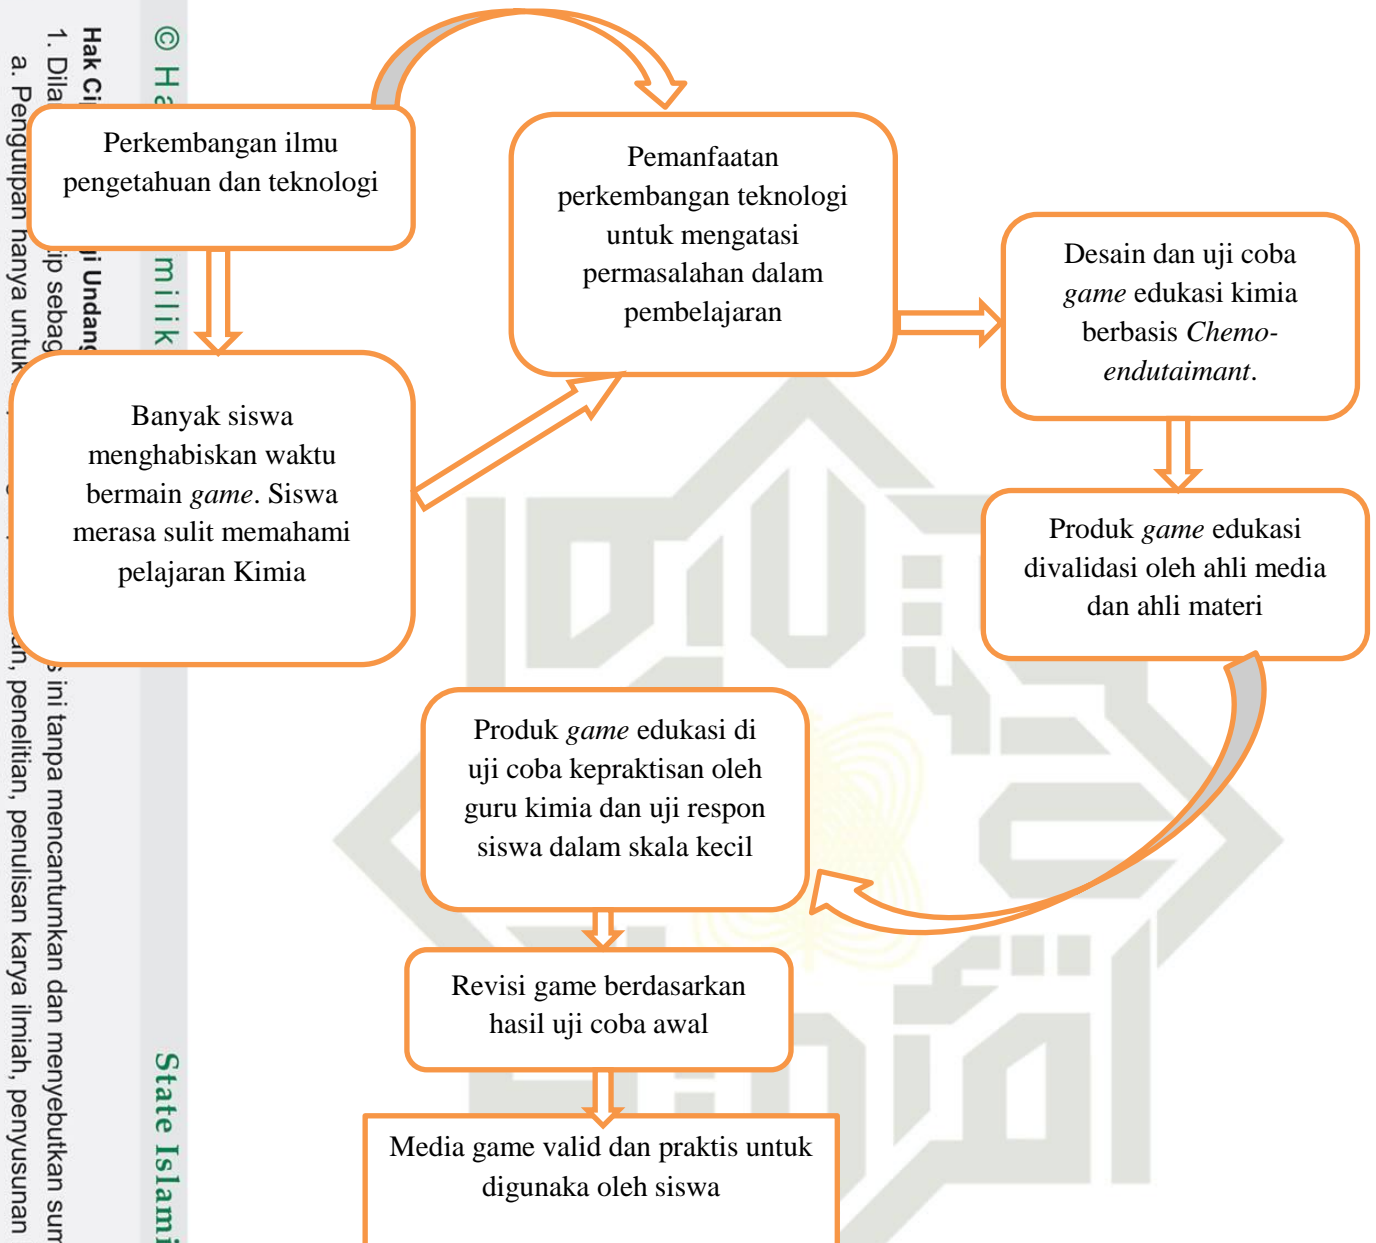 Perkembangan ilmu
pengetahuan dan teknologi
Pemanfaatan
perkembangan teknologi
untuk mengatasi
permasalahan dalam
pembelajaran
Desain dan uji coba
game edukasi kimia
berbasis Chemo-
endutaimant.
Banyak siswa
menghabiskan waktu
bermain game. Siswa
merasa sulit memahami
pelajaran Kimia
Produk game edukasi
divalidasi oleh ahli media
dan ahli materi
Produk game edukasi di
uji coba kepraktisan oleh
guru kimia dan uji respon
siswa dalam skala kecil
Revisi game berdasarkan
hasil uji coba awal
Media game valid dan praktis untuk
digunaka oleh siswa
© milik State Islami
Hak Undang
1. sebag ini tanpa mencantumkan dan menyebutkan sum
a. Pengutipan hanya untuk penelitian, penulisan karya ilmiah, penyusunan